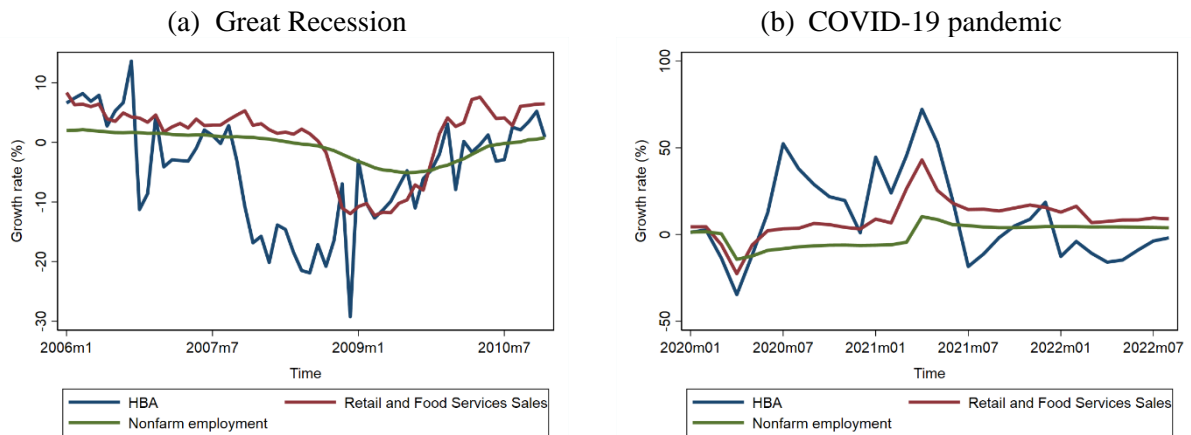 (a) Great Recession
Growth rate (%)
10
0
-10
-20
-30
2006m1 2007m7 2009m1 2010m7
Time
HBA Retail and Food Services Sales
Nonfarm employment
(b) COVID-19 pandemic
Growth rate (%)
100
50
0
-50
2020m01 2020m07 2021m01 2021m07 2022m01 2022m07
Time
HBA Retail and Food Services Sales
Nonfarm employment